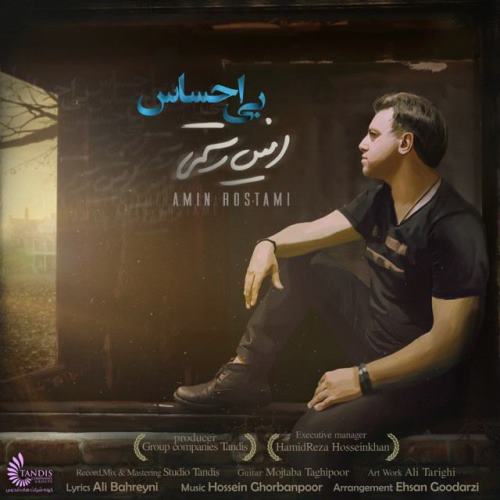 بی احساس
امین رستمی
AMIN ROSTAMI
producer
Group companies Tandis
Executive manager
HamidReza Hosseinkhan
Record,Mix & Mastering Studio Tandis Guitar Mojtaba Taghipoor Art Work Ali Tarighi
Lyrics Ali Bahreyni Music Hossein Ghorbanpoor Arrangement Ehsan Goodarzi
TANDIS